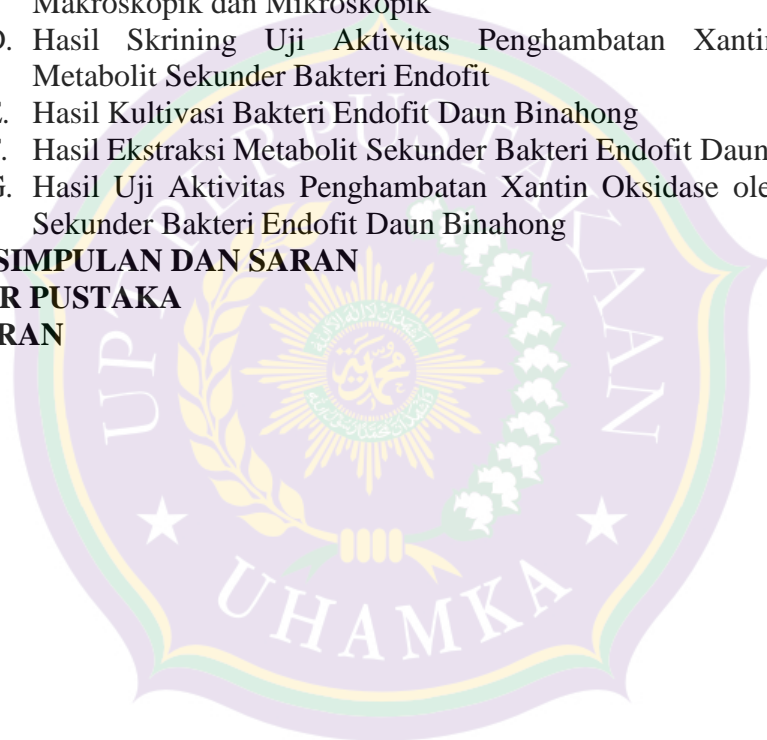 Makroskopik dan Mikroskopik
D. Hasil Skrining Uji Aktivitas Penghambatan Xantin
Metabolit Sekunder Bakteri Endofit
E. Hasil Kultivasi Bakteri Endofit Daun Binahong
F. Hasil Ekstraksi Metabolit Sekunder Bakteri Endofit Daun
G. Hasil Uji Aktivitas Penghambatan Xantin Oksidase ole
Sekunder Bakteri Endofit Daun Binahong
SIMPULAN DAN SARAN
R PUSTAKA
RAN
UPT PERPUSTAKAAN
UHAMKA